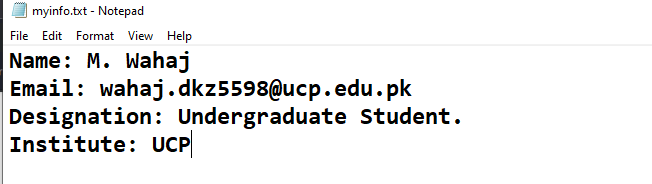 myinfo.txt - Notepad
File Edit Format View Help
Name: M. Wahaj
Email: wahaj.dkz5598@ucp.edu.pk
Designation: Undergraduate Student.
Institute: UCP